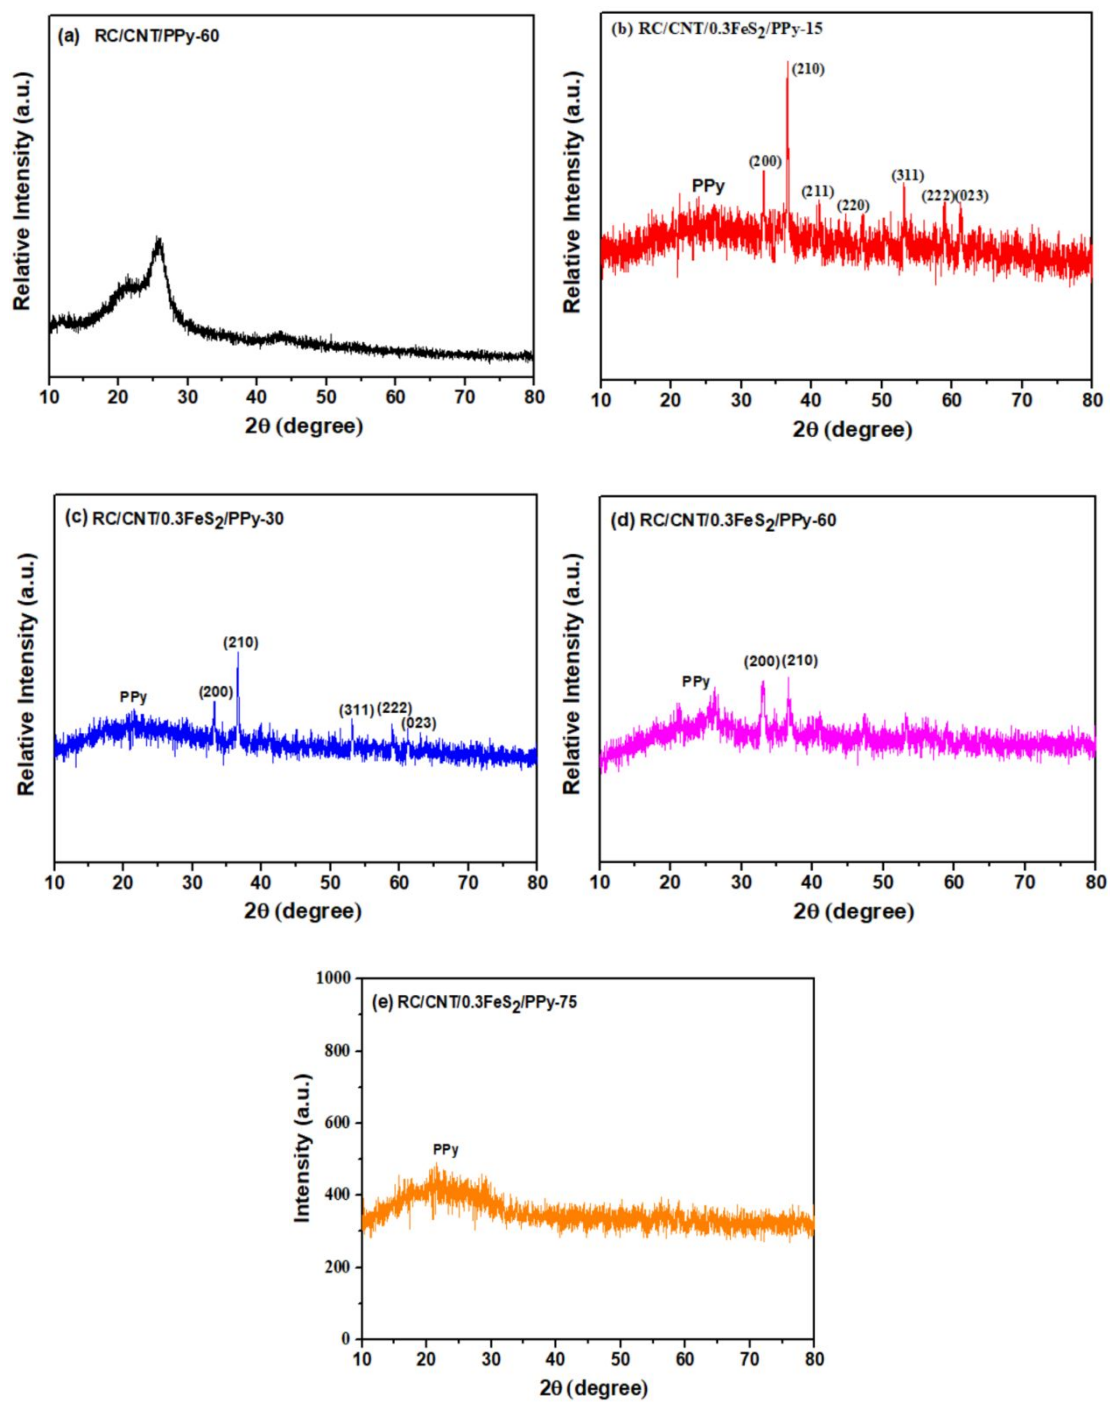 (a) RC/CNT/PPy-60
Relative Intensity (a.u.)
10 20 30 40 50 60 70 80
2θ (degree)
(b) RC/CNT/0.3FeS2/PPy-15
Relative Intensity (a.u.)
PPy
(200)
(210)
(211)
(220)
(311)
(222)(023)
10 20 30 40 50 60 70 80
2θ (degree)
(c) RC/CNT/0.3FeS2/PPy-30
Relative Intensity (a.u.)
PPy
(200)
(210)
(311)
(222)
(023)
10 20 30 40 50 60 70 80
2θ (degree)
(d) RC/CNT/0.3FeS2/PPy-60
Relative Intensity (a.u.)
PPy
(200)
(210)
10 20 30 40 50 60 70 80
2θ (degree)
(e) RC/CNT/0.3FeS2/PPy-75
Intensity (a.u.)
1000
800
600
400
200
0
PPy
10 20 30 40 50 60 70 80
2θ (degree)